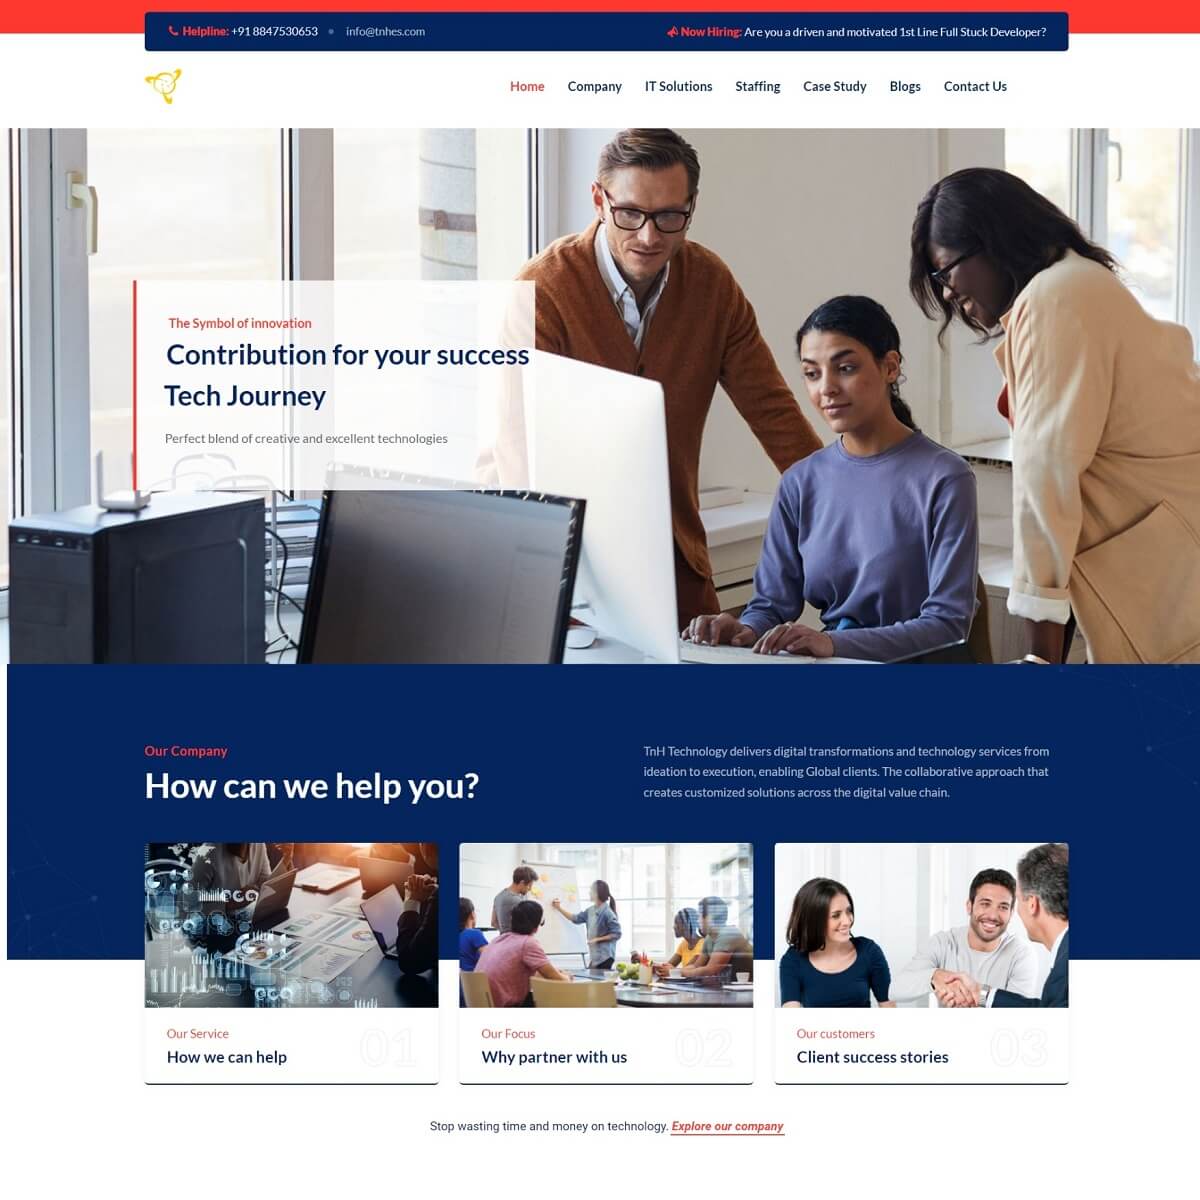 Helpline: +91 8847530653 info@tnhes.com
Now Hiring: Are you a driven and motivated 1st Line Full Stuck Developer?
Home Company IT Solutions Staffing Case Study Blogs Contact Us
The Symbol of innovation
Contribution for your success
Tech Journey
Perfect blend of creative and excellent technologies
Our Company
How can we help you?
TnH Technology delivers digital transformations and technology services from
ideation to execution, enabling Global clients. The collaborative approach that
creates customized solutions across the digital value chain.
Our Service
How we can help
01
Our Focus
Why partner with us
02
Our customers
Client success stories
03
Stop wasting time and money on technology. Explore our company